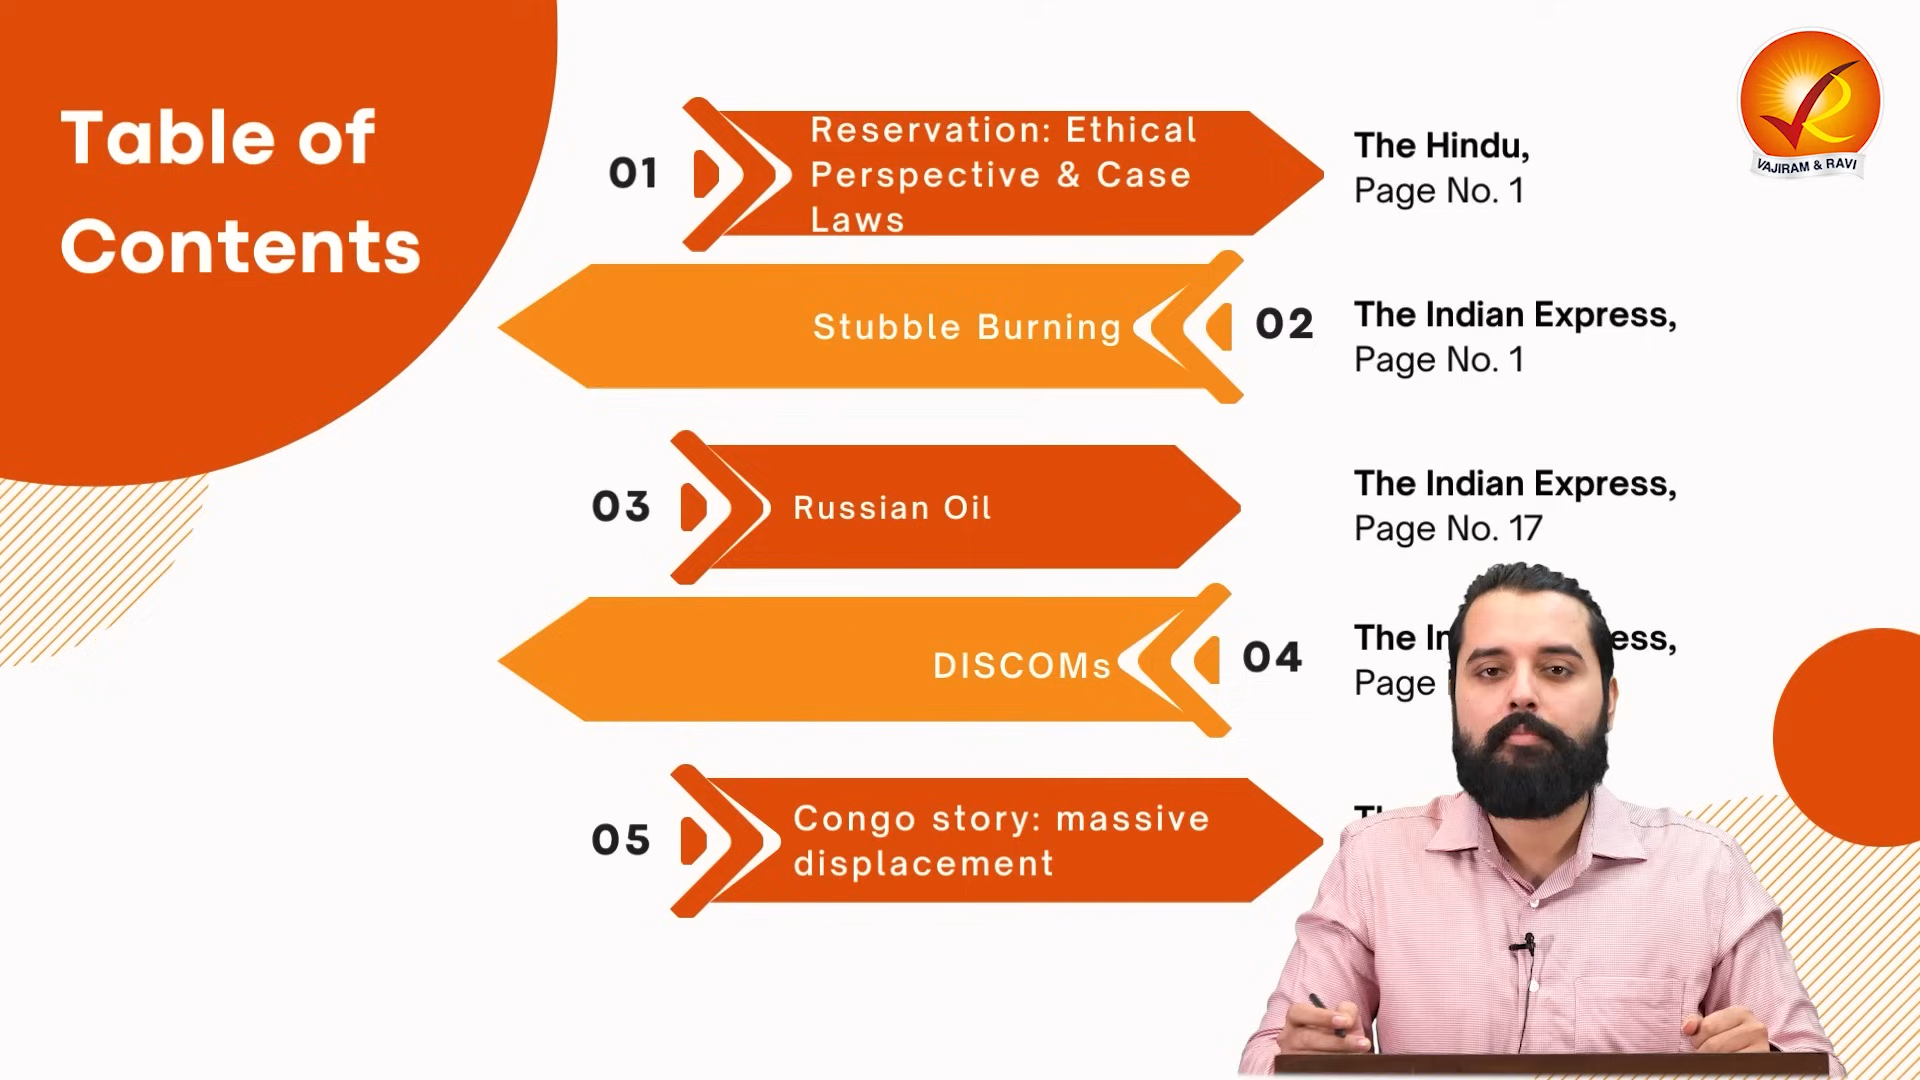 Table of
Contents
01
Reservation: Ethical
Perspective & Case
Laws
The Hindu,
Page No. 1
Stubble Burning
02
The Indian Express,
Page No. 1
03
Russian Oil
The Indian Express,
Page No. 17
DISCOMs
04
The
Page
05
Congo story: massive
displacement
VAJIRAM & RAVI